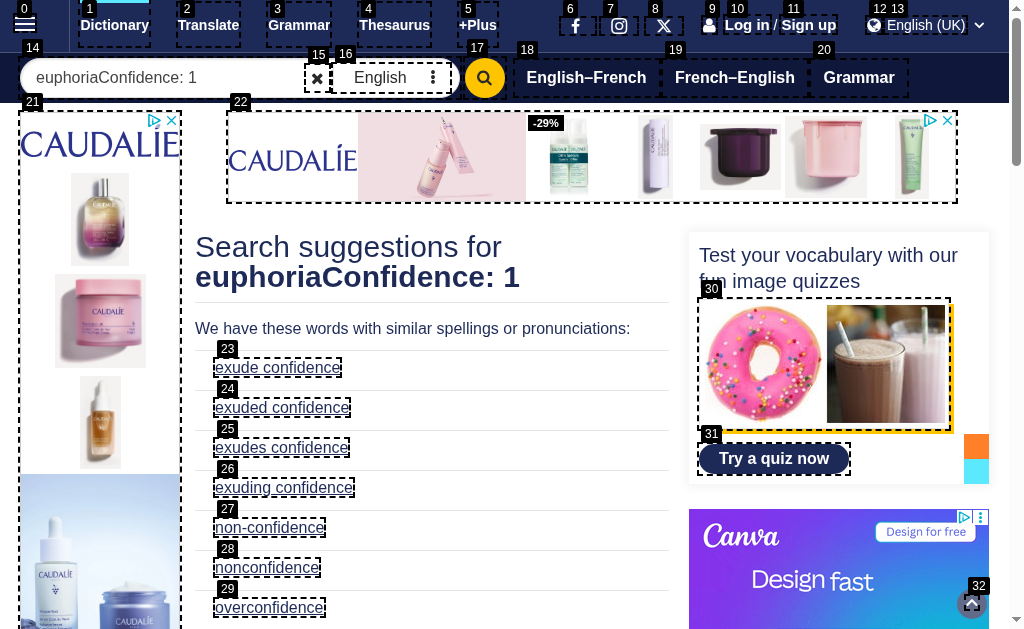 0 1 2 3 4 5 6 7 8 9 10 11 12 13
Dictionary Translate Grammar Thesaurus +Plus Log in / Sign up English (UK)
14 15 16 17 18 19 20
euphoriaConfidence: 1 English English–French French–English Grammar
21 22
CAUDALÍE
CAUDALÍE
-29%
Search suggestions for
euphoriaConfidence: 1
We have these words with similar spellings or pronunciations:
23
exude confidence
24
exuded confidence
25
exudes confidence
26
exuding confidence
27
non-confidence
28
nonconfidence
29
overconfidence
Test your vocabulary with our
fun image quizzes
30
31
Try a quiz now
Canva
Design for free
Design fast
32
CAUDALÍE
CAUDALÍE
CAUDALÍE